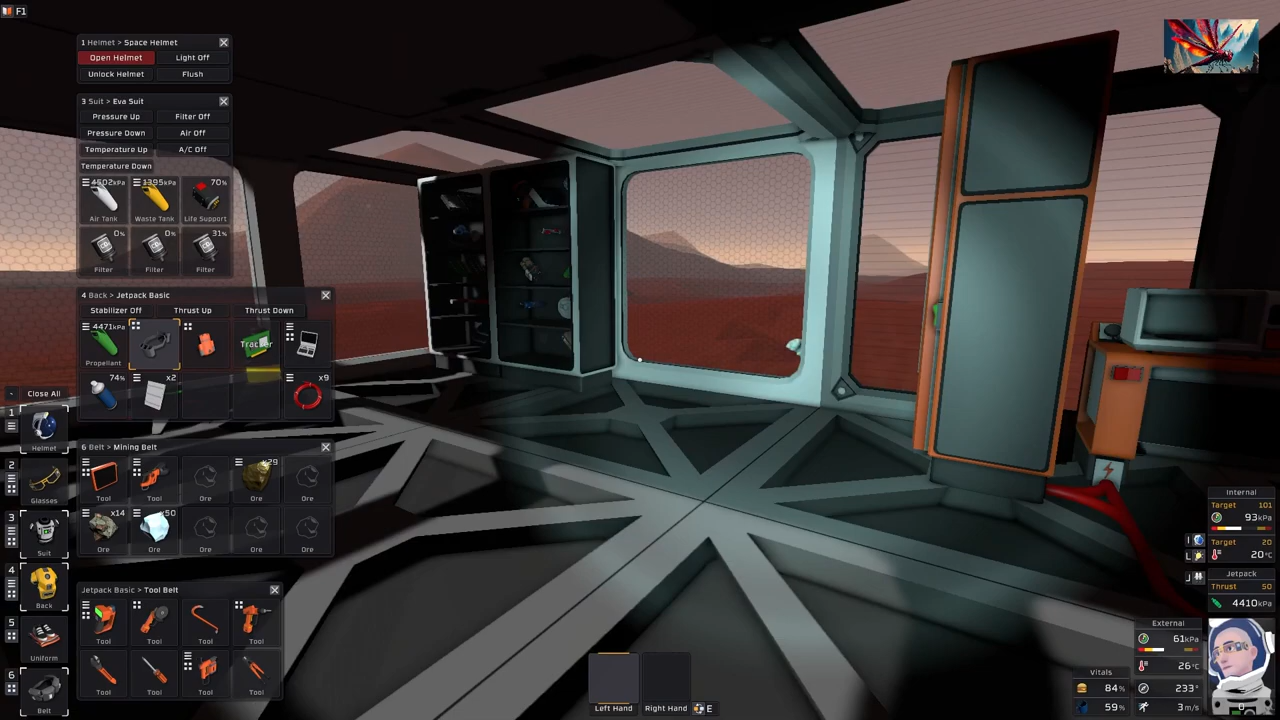 F1
1 Helmet > Space Helmet
Open Helmet Light Off
Unlock Helmet Flush
3 Suit > Eva Suit
Pressure Up Filter Off
Pressure Down Air Off
Temperature Up A/C Off
Temperature Down
4502kPa 1395kPa 70%
Air Tank Waste Tank Life Support
0% 0% 31%
Filter Filter Filter
4 Back > Jetpack Basic
Stabilizer Off Thrust Up Thrust Down
4471kPa
Tracker
Propellant
74% x2 x9
- Close All
1
Helmet
2
Glasses
3
Suit
4
Back
5
Uniform
6
Belt
6 Belt > Mining Belt
x29
Tool Tool Ore Ore Ore
x14 x50
Ore Ore Ore Ore Ore
Jetpack Basic > Tool Belt
Tool Tool Tool Tool
Tool Tool Tool Tool
Left Hand Right Hand E
Internal
Target 101
93kPa
Target 20
20°C
I
L
J
Jetpack
Thrust 50
4410kPa
External
61kPa
26°C
233°
3m/s
Vitals
84%
59%
0